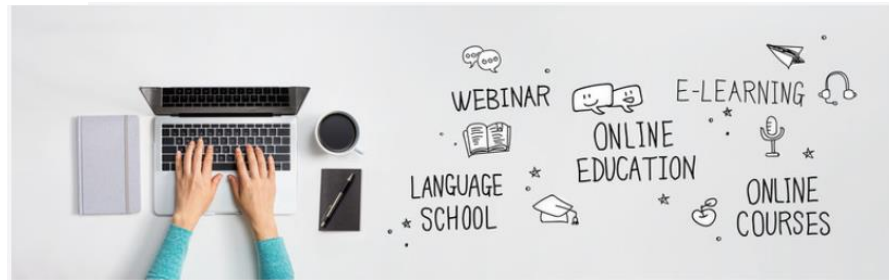 WEBINAR
E-LEARNING
ONLINE
EDUCATION
LANGUAGE
SCHOOL
ONLINE
COURSES